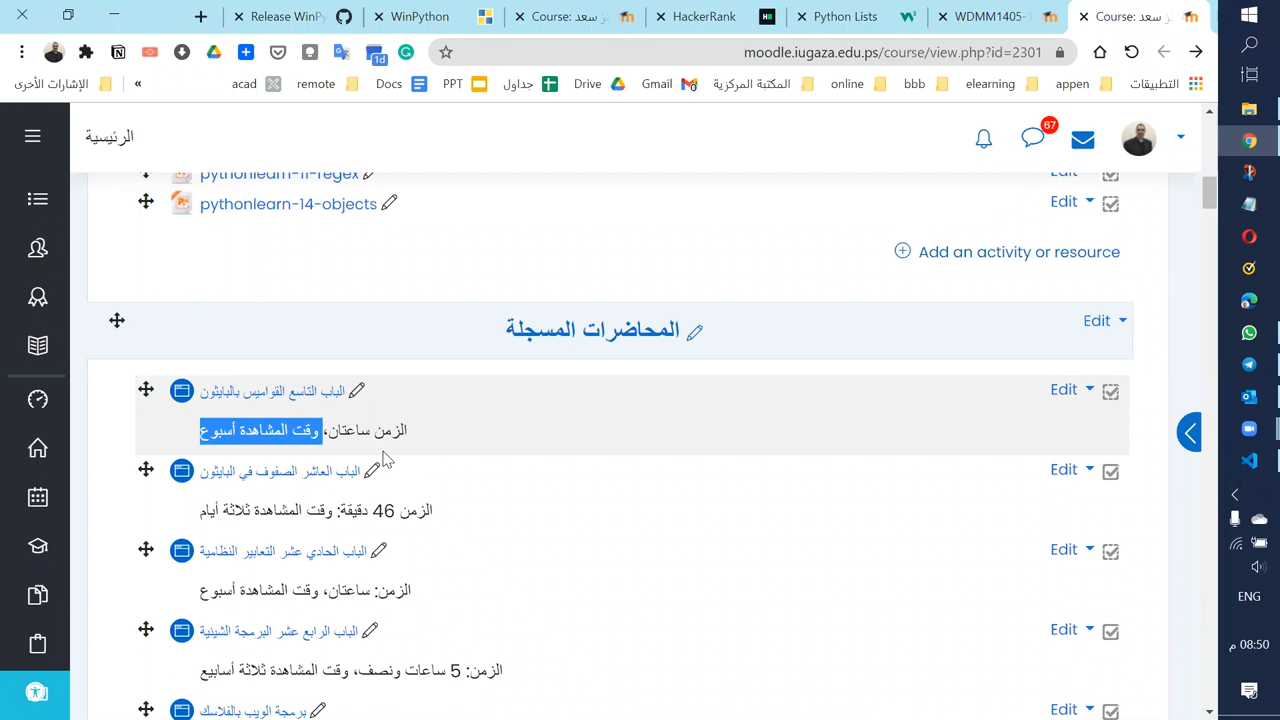 WinPython
WinPython
HackerRank
Python Lists
WDMM1405-1
Course: سعد
moodle.iugaza.edu.ps/course/view.php?id=2301
1d
الإشارات الأخرى
«
acad
remote
Docs
PPT
جداول
Drive
Gmail
المكتبة المركزية
online
bbb
elearning
appen
التطبيقات
الرئيسية
67
pythonlearn-11-regex
Edit
pythonlearn-14-objects
Edit
Add an activity or resource
المحاضرات المسجلة
Edit
الباب التاسع القواميس بالبايثون
Edit
الزمن ساعتان، وقت المشاهدة أسبوع
الباب العاشر الصفوف في البايثون
Edit
الزمن 46 دقيقة: وقت المشاهدة ثلاثة أيام
الباب الحادي عشر التعابير النظامية
Edit
الزمن: ساعتان، وقت المشاهدة أسبوع
الباب الرابع عشر البرمجة الشيئية
Edit
الزمن: 5 ساعات ونصف، وقت المشاهدة ثلاثة أسابيع
برمجة الويب بالفلاسك
Edit
ENG
08:50 م